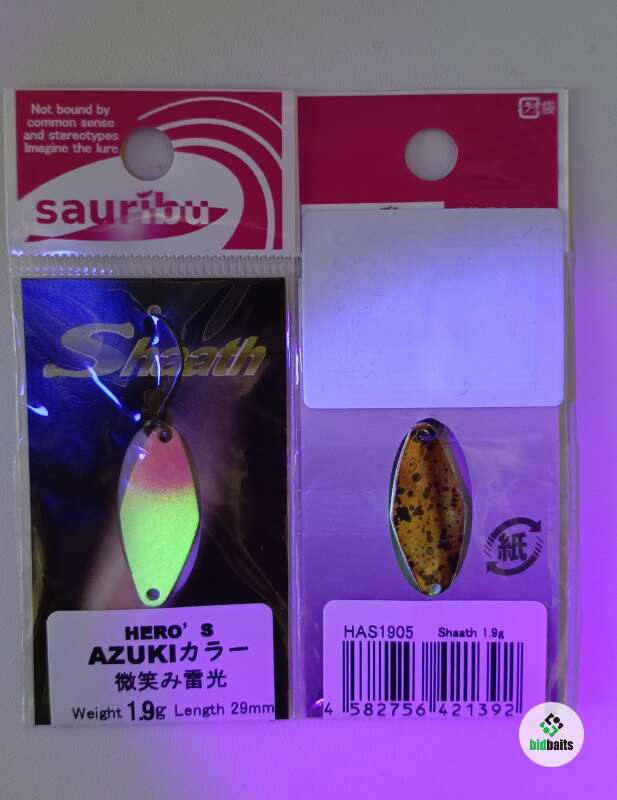 Not bound by
common sense
and stereotypes
Imagine the lure
sauribu
Shaath
HERO'S
AZUKIカラー
微笑み雷光
Weight 1.9g Length 29mm
袋
紙
HAS1905 Shaath 1.9g
4 582756 421392
bidbaits